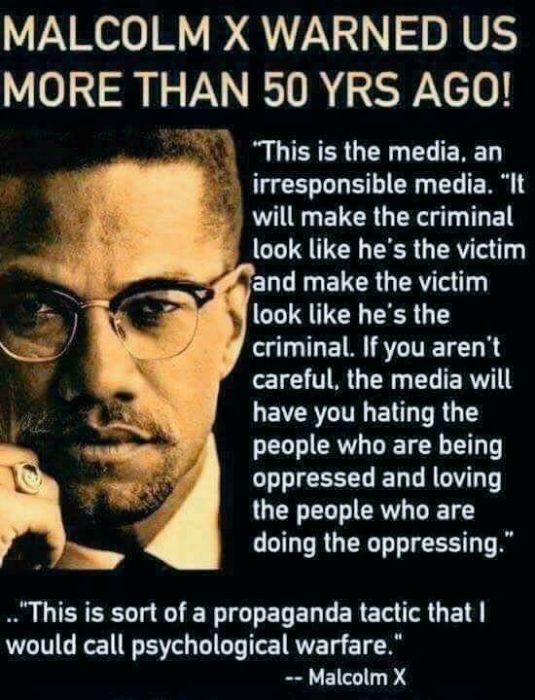 MALCOLM X WARNED US
MORE THAN 50 YRS AGO!
"This is the media, an
irresponsible media. "It
will make the criminal
look like he's the victim
and make the victim
look like he's the
criminal. If you aren't
careful, the media will
have you hating the
people who are being
oppressed and loving
the people who are
doing the oppressing."
.."This is sort of a propaganda tactic that I
would call psychological warfare."
-- Malcolm X